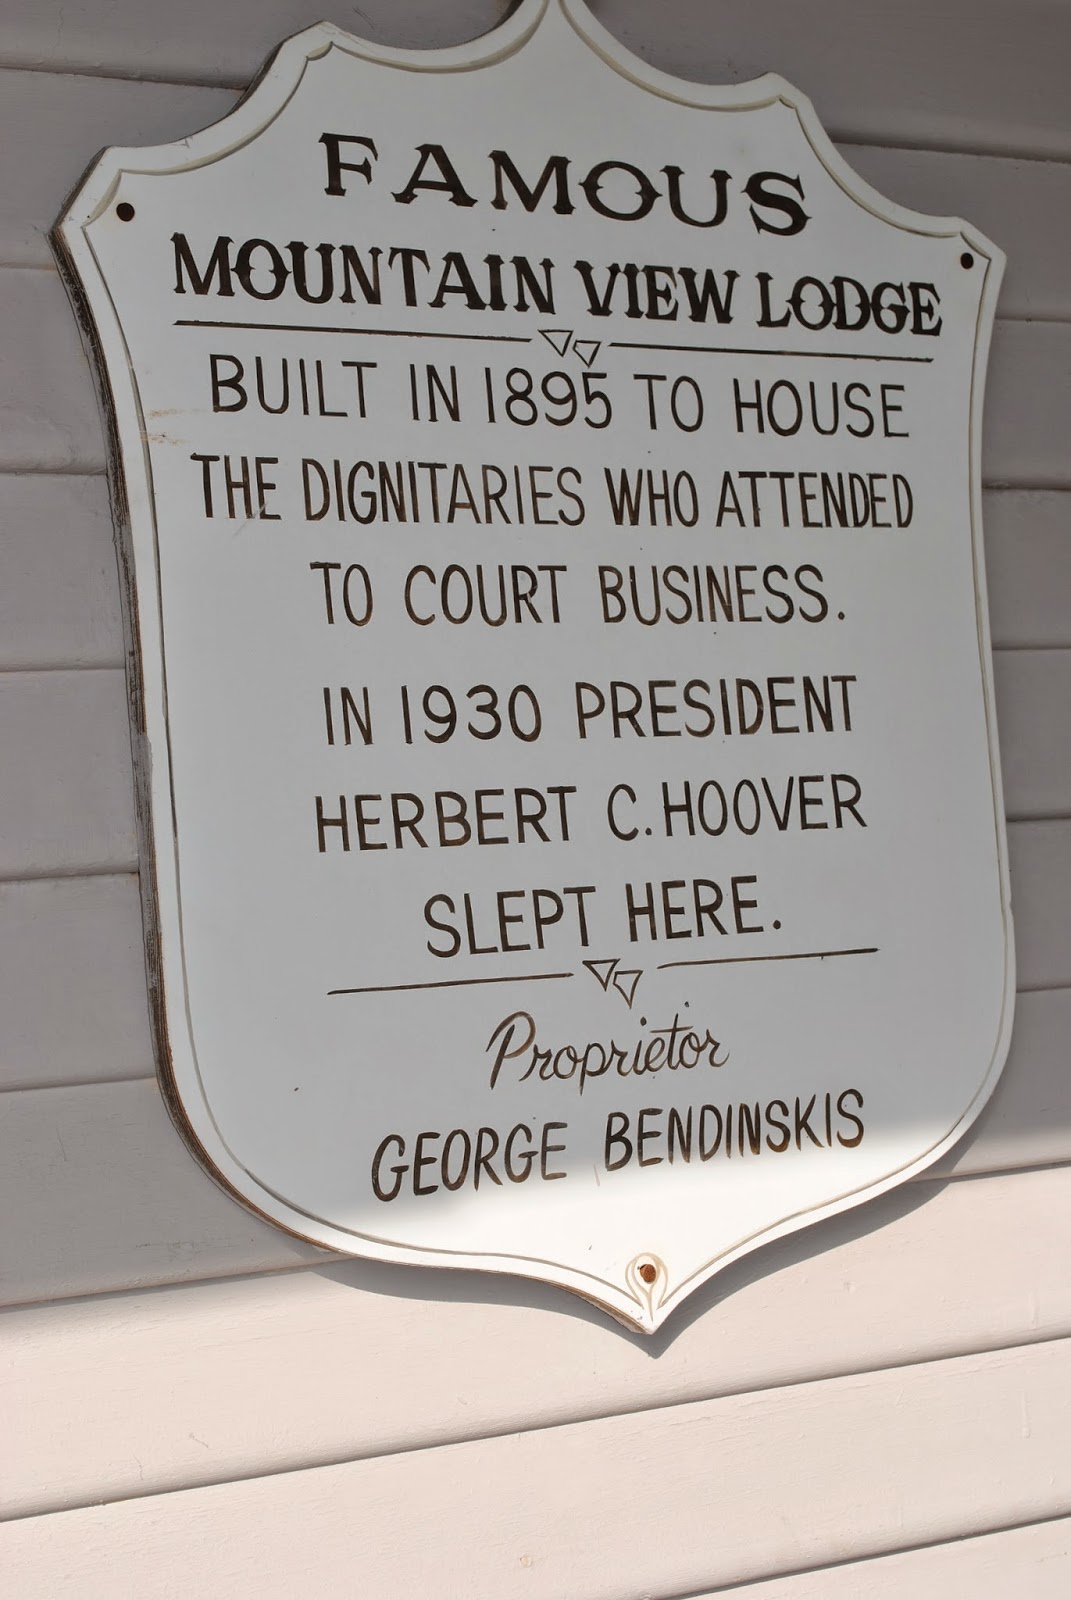 FAMOUS
MOUNTAIN VIEW LODGE
BUILT IN 1895 TO HOUSE
THE DIGNITARIES WHO ATTENDED
TO COURT BUSINESS.
IN 1930 PRESIDENT
HERBERT C. HOOVER
SLEPT HERE.
Proprietor
GEORGE BENDINSKIS